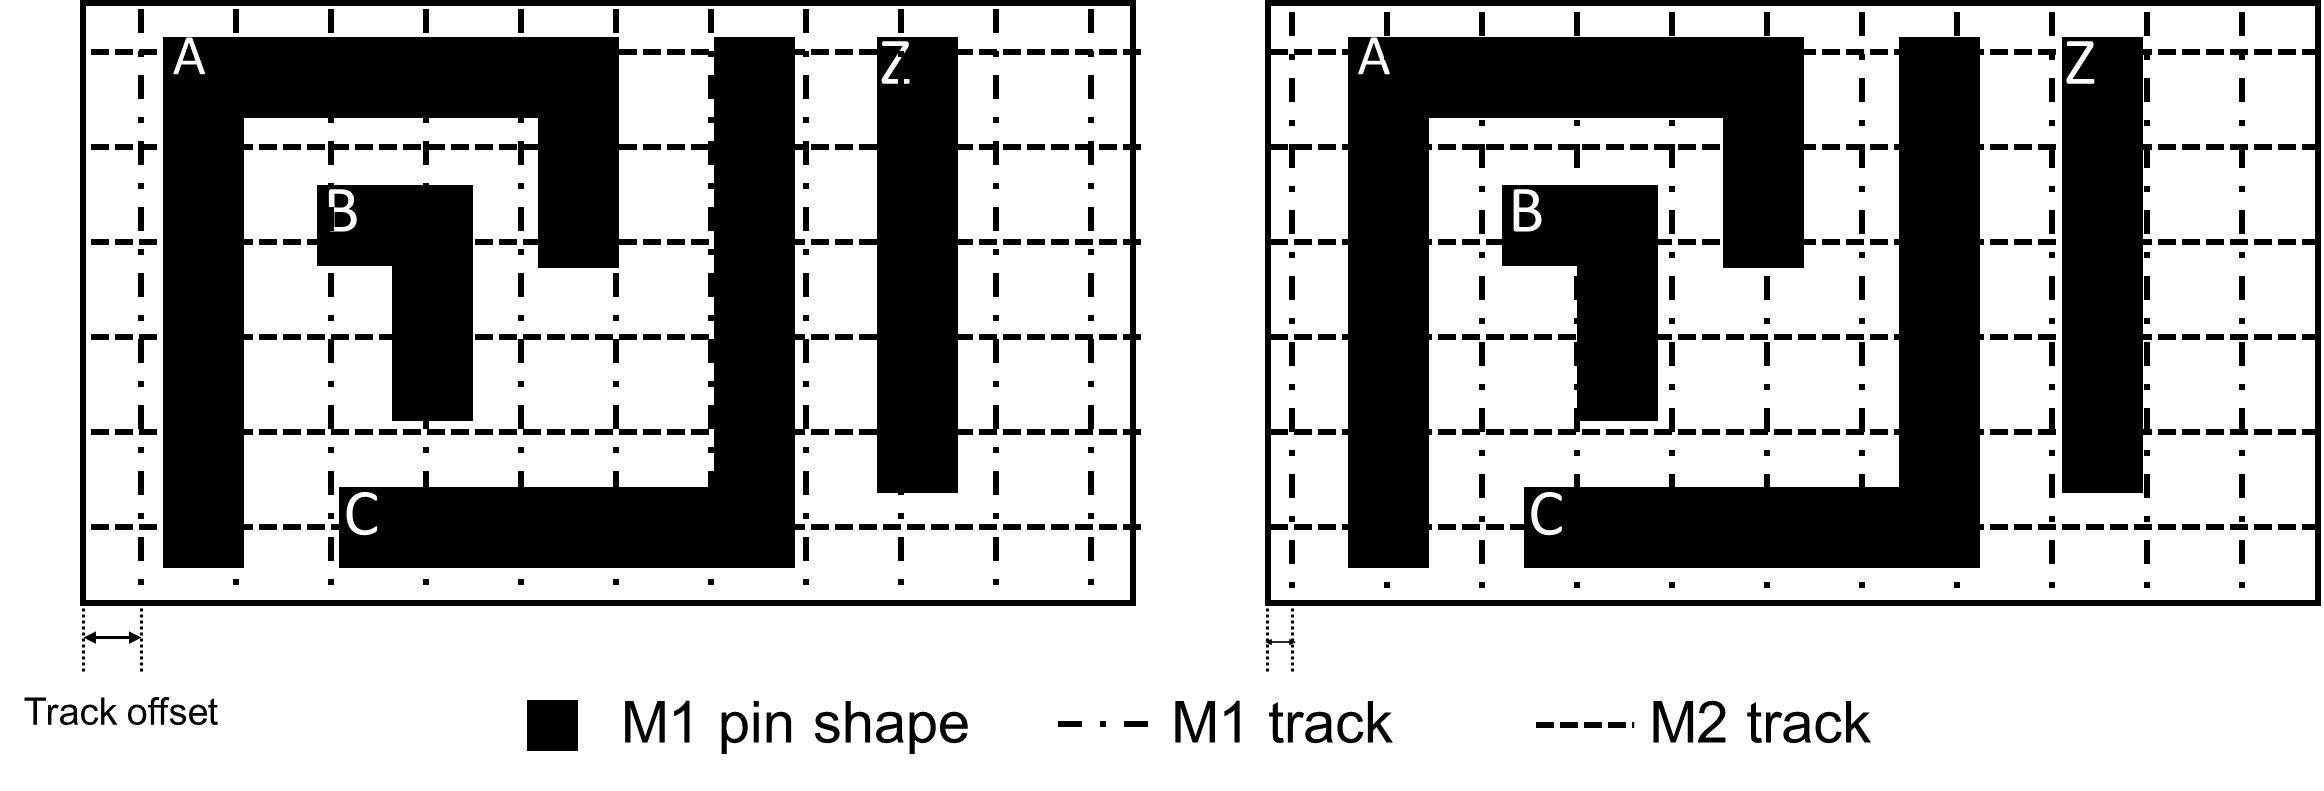 A Z A Z
B B
C C
Track offset
M1 pin shape M1 track M2 track